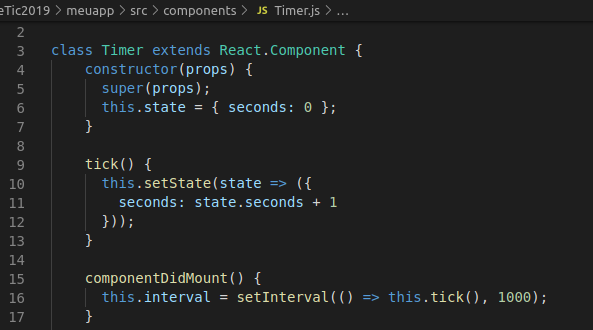 eTic2019 > meuapp > src > components > JS Timer.js > ...
2
3 class Timer extends React.Component {
4 constructor(props) {
5 super(props);
6 this.state = { seconds: 0 };
7 }
8
9 tick() {
10 this.setState(state => ({
11 seconds: state.seconds + 1
12 }));
13 }
14
15 componentDidMount() {
16 this.interval = setInterval(() => this.tick(), 1000);
17 }